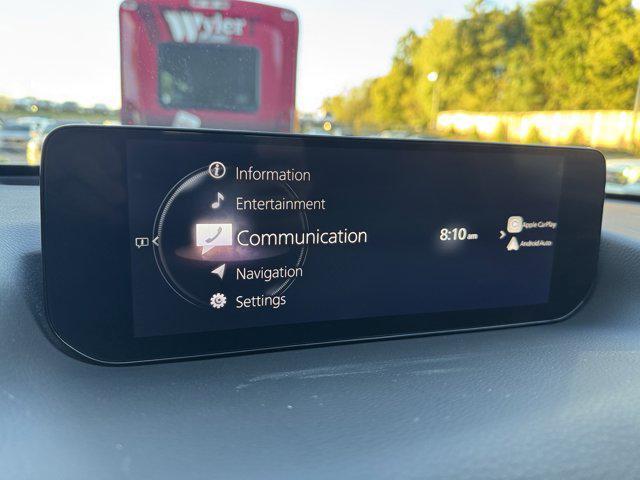 Wyler
Information
Entertainment
Communication
Navigation
Settings
8:10 am
Apple CarPlay
Android Auto